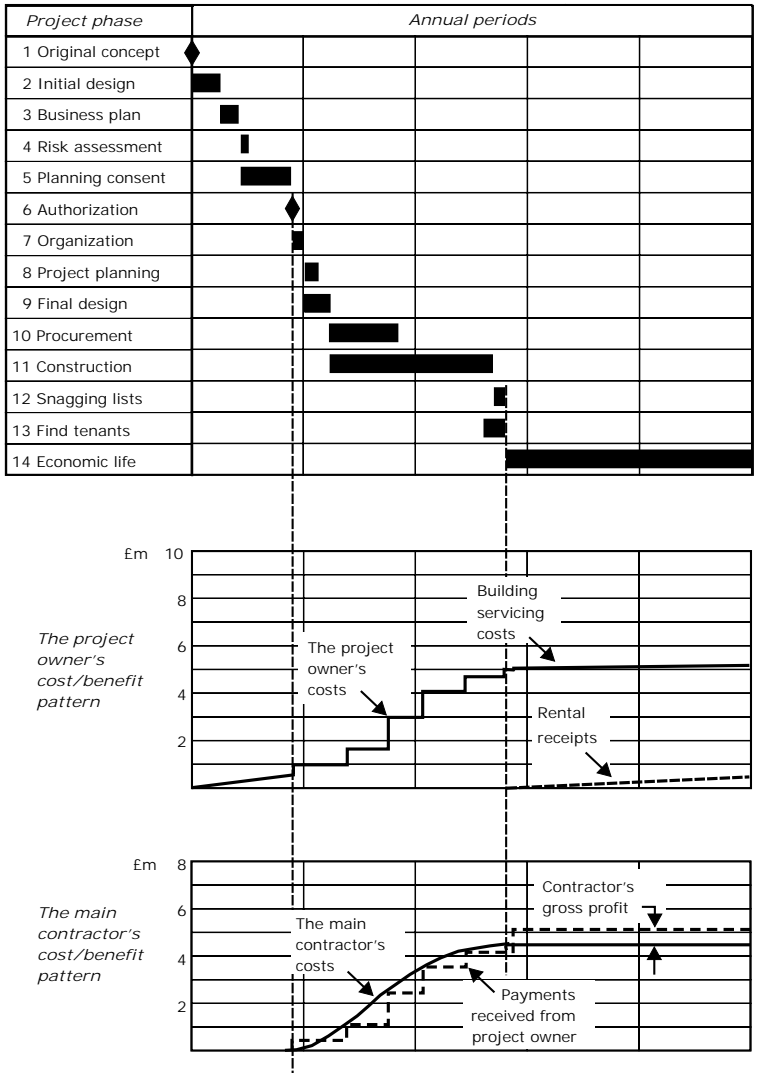 Project phase Annual periods
1 Original concept
2 Initial design
3 Business plan
4 Risk assessment
5 Planning consent
6 Authorization
7 Organization
8 Project planning
9 Final design
10 Procurement
11 Construction
12 Snagging lists
13 Find tenants
14 Economic life
£m 10
8
6
4
2
The project
owner's
cost/benefit
pattern
The project
owner's
costs
Building
servicing
costs
Rental
receipts
£m 8
6
4
2
The main
contractor's
cost/benefit
pattern
The main
contractor's
costs
Contractor's
gross profit
Payments
received from
project owner